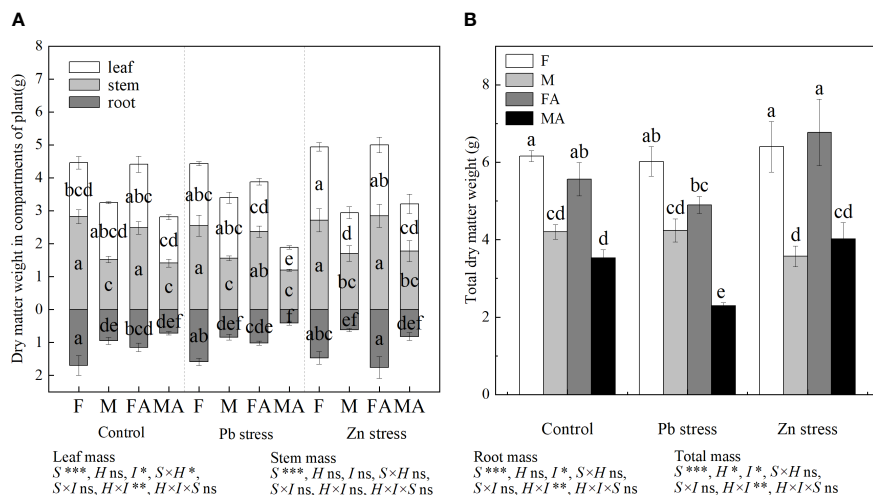 A
Dry matter weight in compartments of plant(g)
8
7
6
5
4
3
2
1
0
1
2
leaf
stem
root
bcd
abcd
abc
cd
abc
abc
cd
e
a
d
ab
cd
a
c
a
c
a
c
ab
c
a
bc
a
bc
a
de
bcd
def
ab
def
cde
f
abc
ef
a
def
F M FA MA F M FA MA F M FA MA
Control Pb stress Zn stress
Leaf mass
S ***, H ns, I *, S×H *,
S×I ns, H×I **, H×I×S ns
Stem mass
S ***, H ns, I ns, S×H ns,
S×I ns, H×I ns, H×I×S ns
B
Total dry matter weight (g)
8
6
4
2
0
F
M
FA
MA
a
cd
ab
d
ab
cd
bc
e
a
d
a
cd
Control Pb stress Zn stress
Root mass
S ***, H ns, I *, S×H ns,
S×I ns, H×I **, H×I×S ns
Total mass
S ***, H *, I *, S×H ns,
S×I ns, H×I **, H×I×S ns